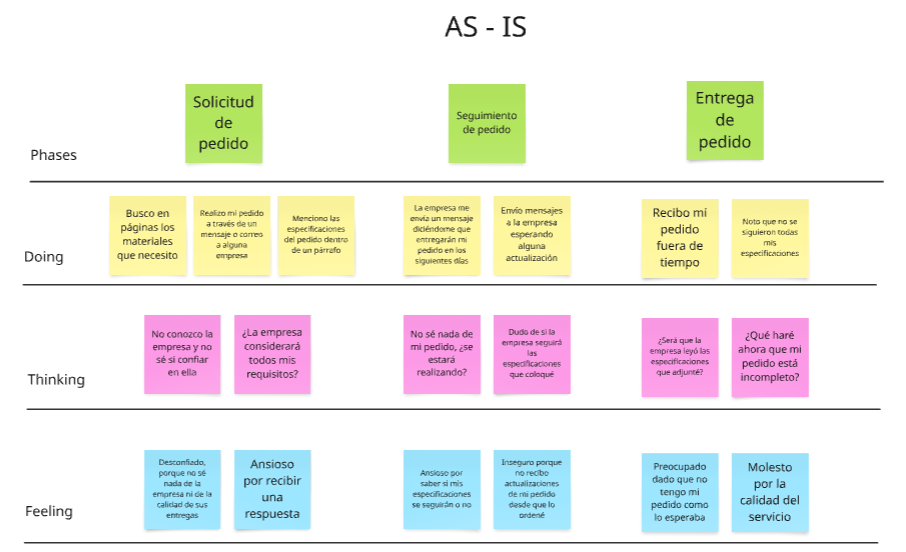 AS - IS
Phases
Solicitud
de
pedido
Seguimiento
de pedido
Entrega
de
pedido
Doing
Busco en
páginas los
materiales
que necesito
Realizo mi pedido
a través de un
mensaje o correo
a alguna
empresa
Menciono las
especificaciones
del pedido dentro
de un párrafo
La empresa me
envía un mensaje
diciéndome que
entregarán mi
pedido en los
siguientes días
Envío mensajes
a la empresa
esperando
alguna
actualización
Recibo mi
pedido
fuera de
tiempo
Noto que no se
siguieron todas
mis
especificaciones
Thinking
No conozco la
empresa y no
sé si confiar
en ella
¿La empresa
considerará
todos mis
requisitos?
No sé nada de
mi pedido, ¿se
estará
realizando?
Dudo de si la
empresa seguirá
las
especificaciones
que coloqué
¿Será que la
empresa leyó las
especificaciones
que adjunté?
¿Qué haré
ahora que mi
pedido está
incompleto?
Feeling
Desconfiado,
porque no sé
nada de la
empresa ni de la
calidad de sus
entregas
Ansioso
por recibir
una
respuesta
Ansioso por
saber si mis
especificaciones
se seguirán o no
Inseguro porque
no recibo
actualizaciones
de mi pedido
desde que lo
ordené
Preocupado
dado que no
tengo mi
pedido como
lo esperaba
Molesto
por la
calidad del
servicio